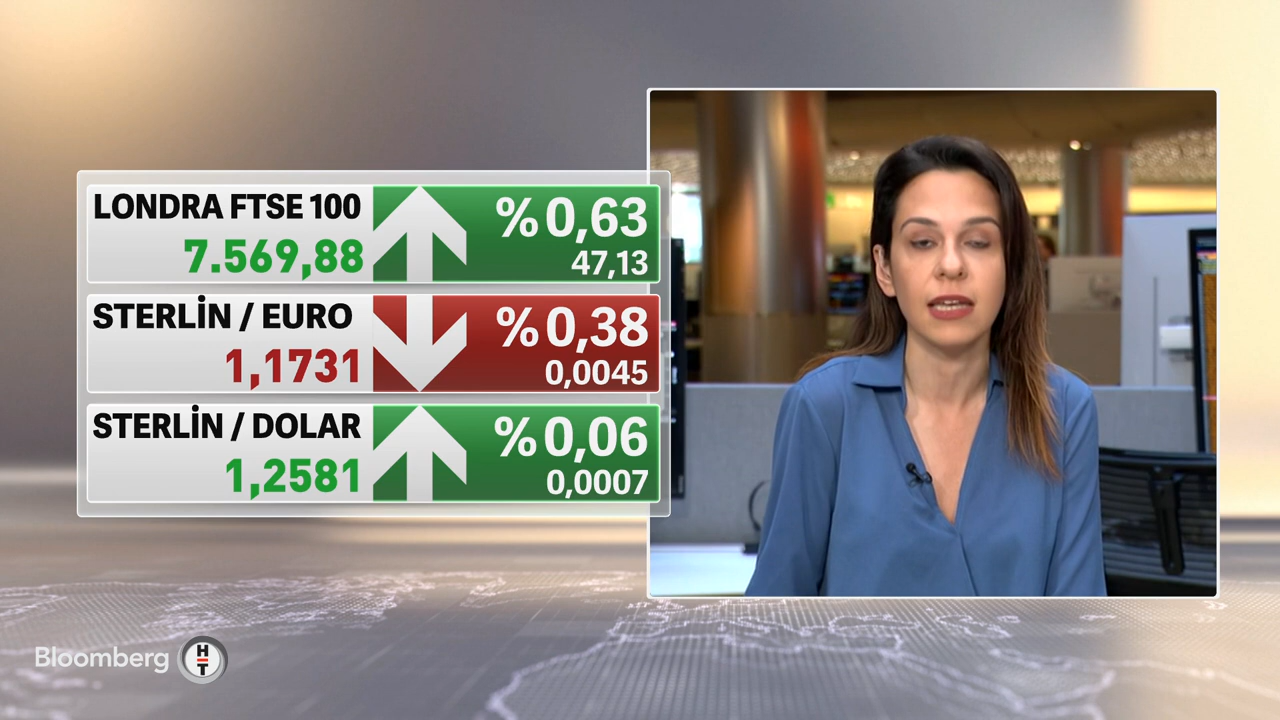 LONDRA FTSE 100
7.569,88
%0,63
47,13
STERLİN / EURO
1,1731
%0,38
0,0045
STERLİN / DOLAR
1,2581
%0,06
0,0007
Bloomberg HT